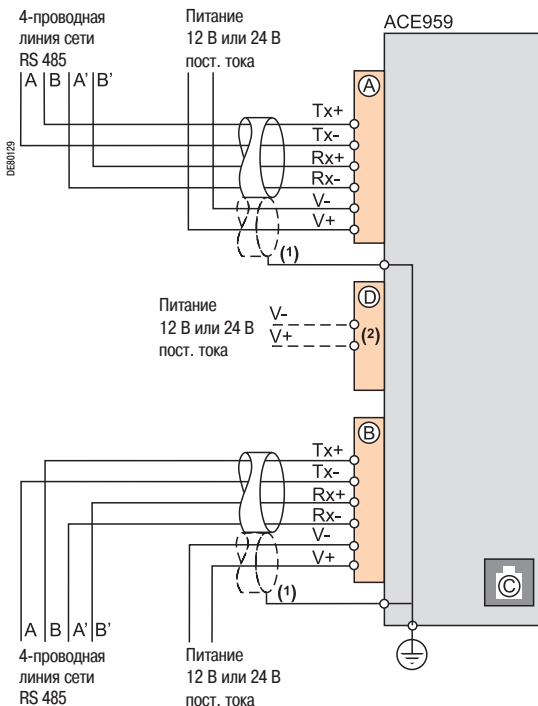 4-проводная
линия сети
RS 485
Питание
12 В или 24 В
пост. тока
ACE959
A B A' B'
DE80129
A
Tx+
Tx-
Rx+
Rx-
V-
V+
(1)
Питание
12 В или 24 В
пост. тока
V-
V+
D
(2)
B
Tx+
Tx-
Rx+
Rx-
V-
V+
(1)
C
A B A' B'
4-проводная
линия сети
RS 485
Питание
12 В или 24 В
пост. тока